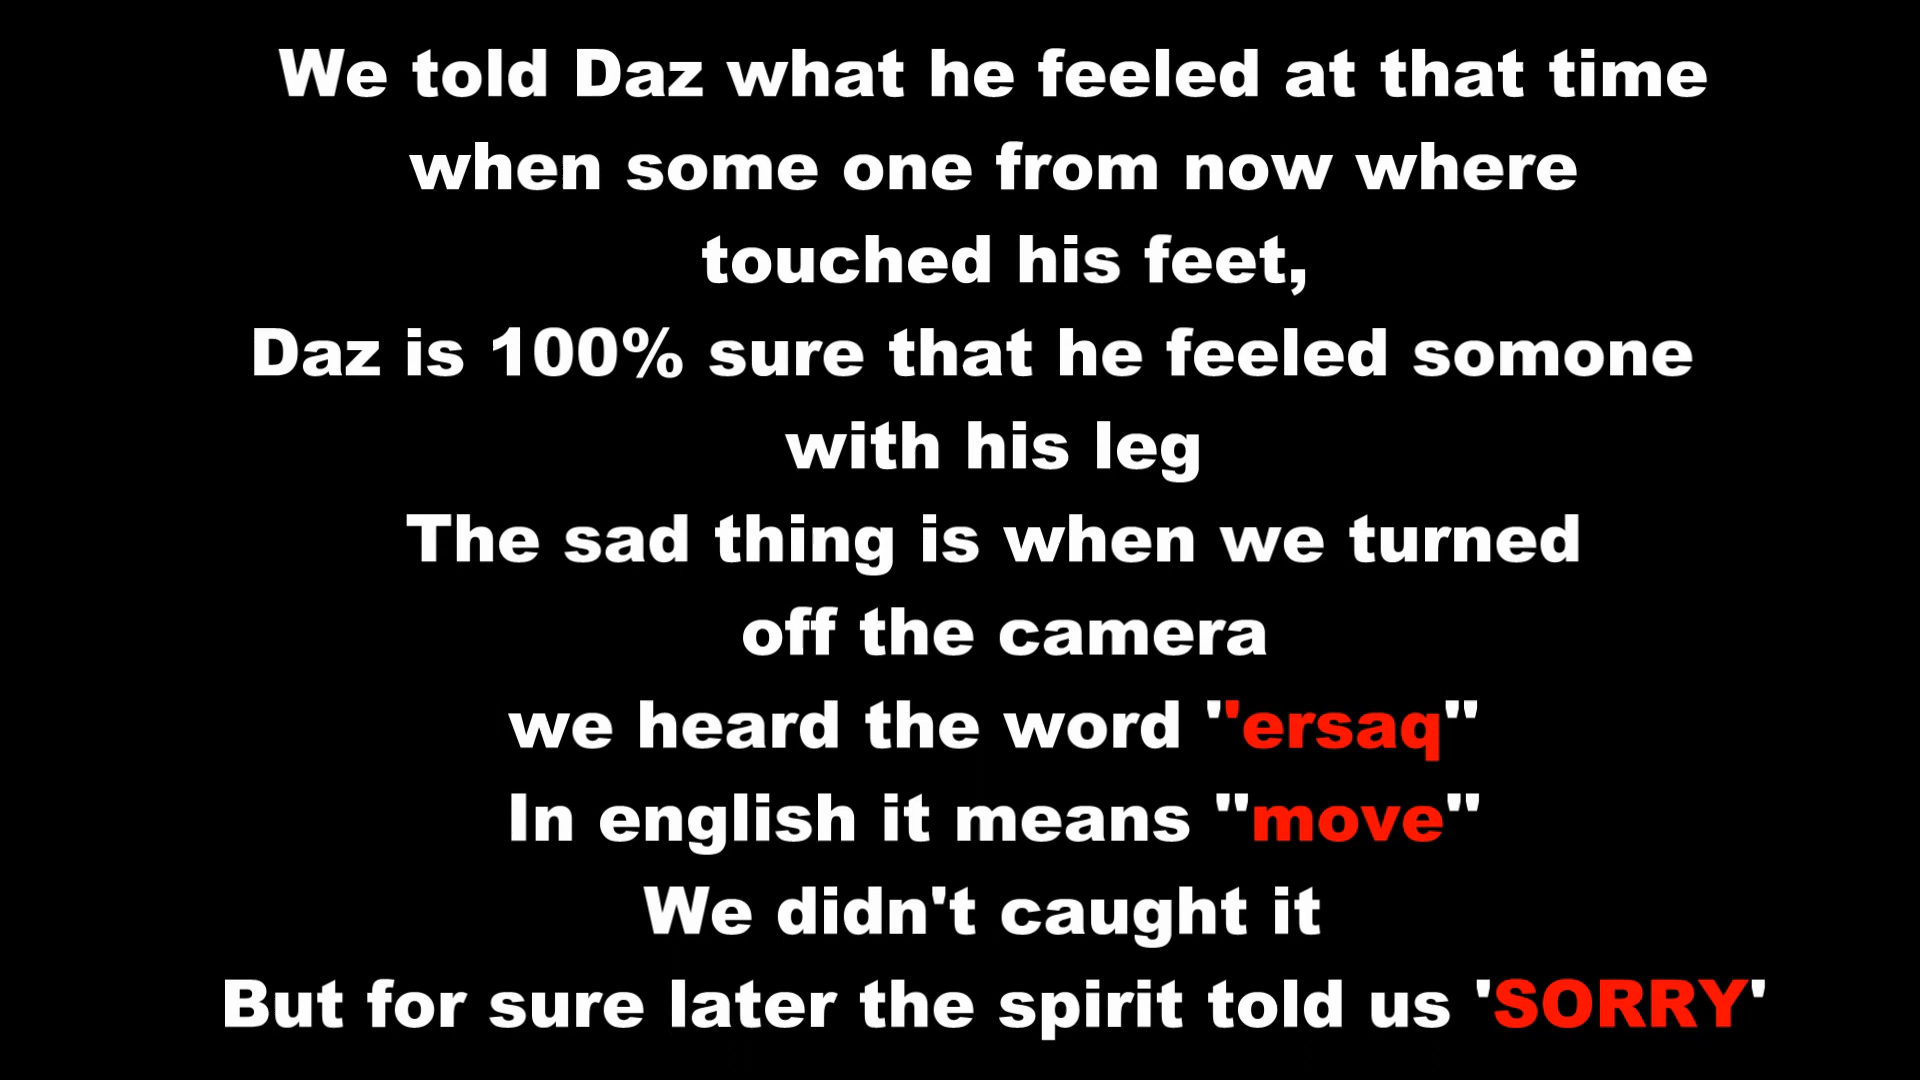 We told Daz what he feeled at that time
when some one from now where
touched his feet,
Daz is 100% sure that he feeled somone
with his leg
The sad thing is when we turned
off the camera
we heard the word "ersaq"
In english it means "move"
We didn't caught it
But for sure later the spirit told us 'SORRY'